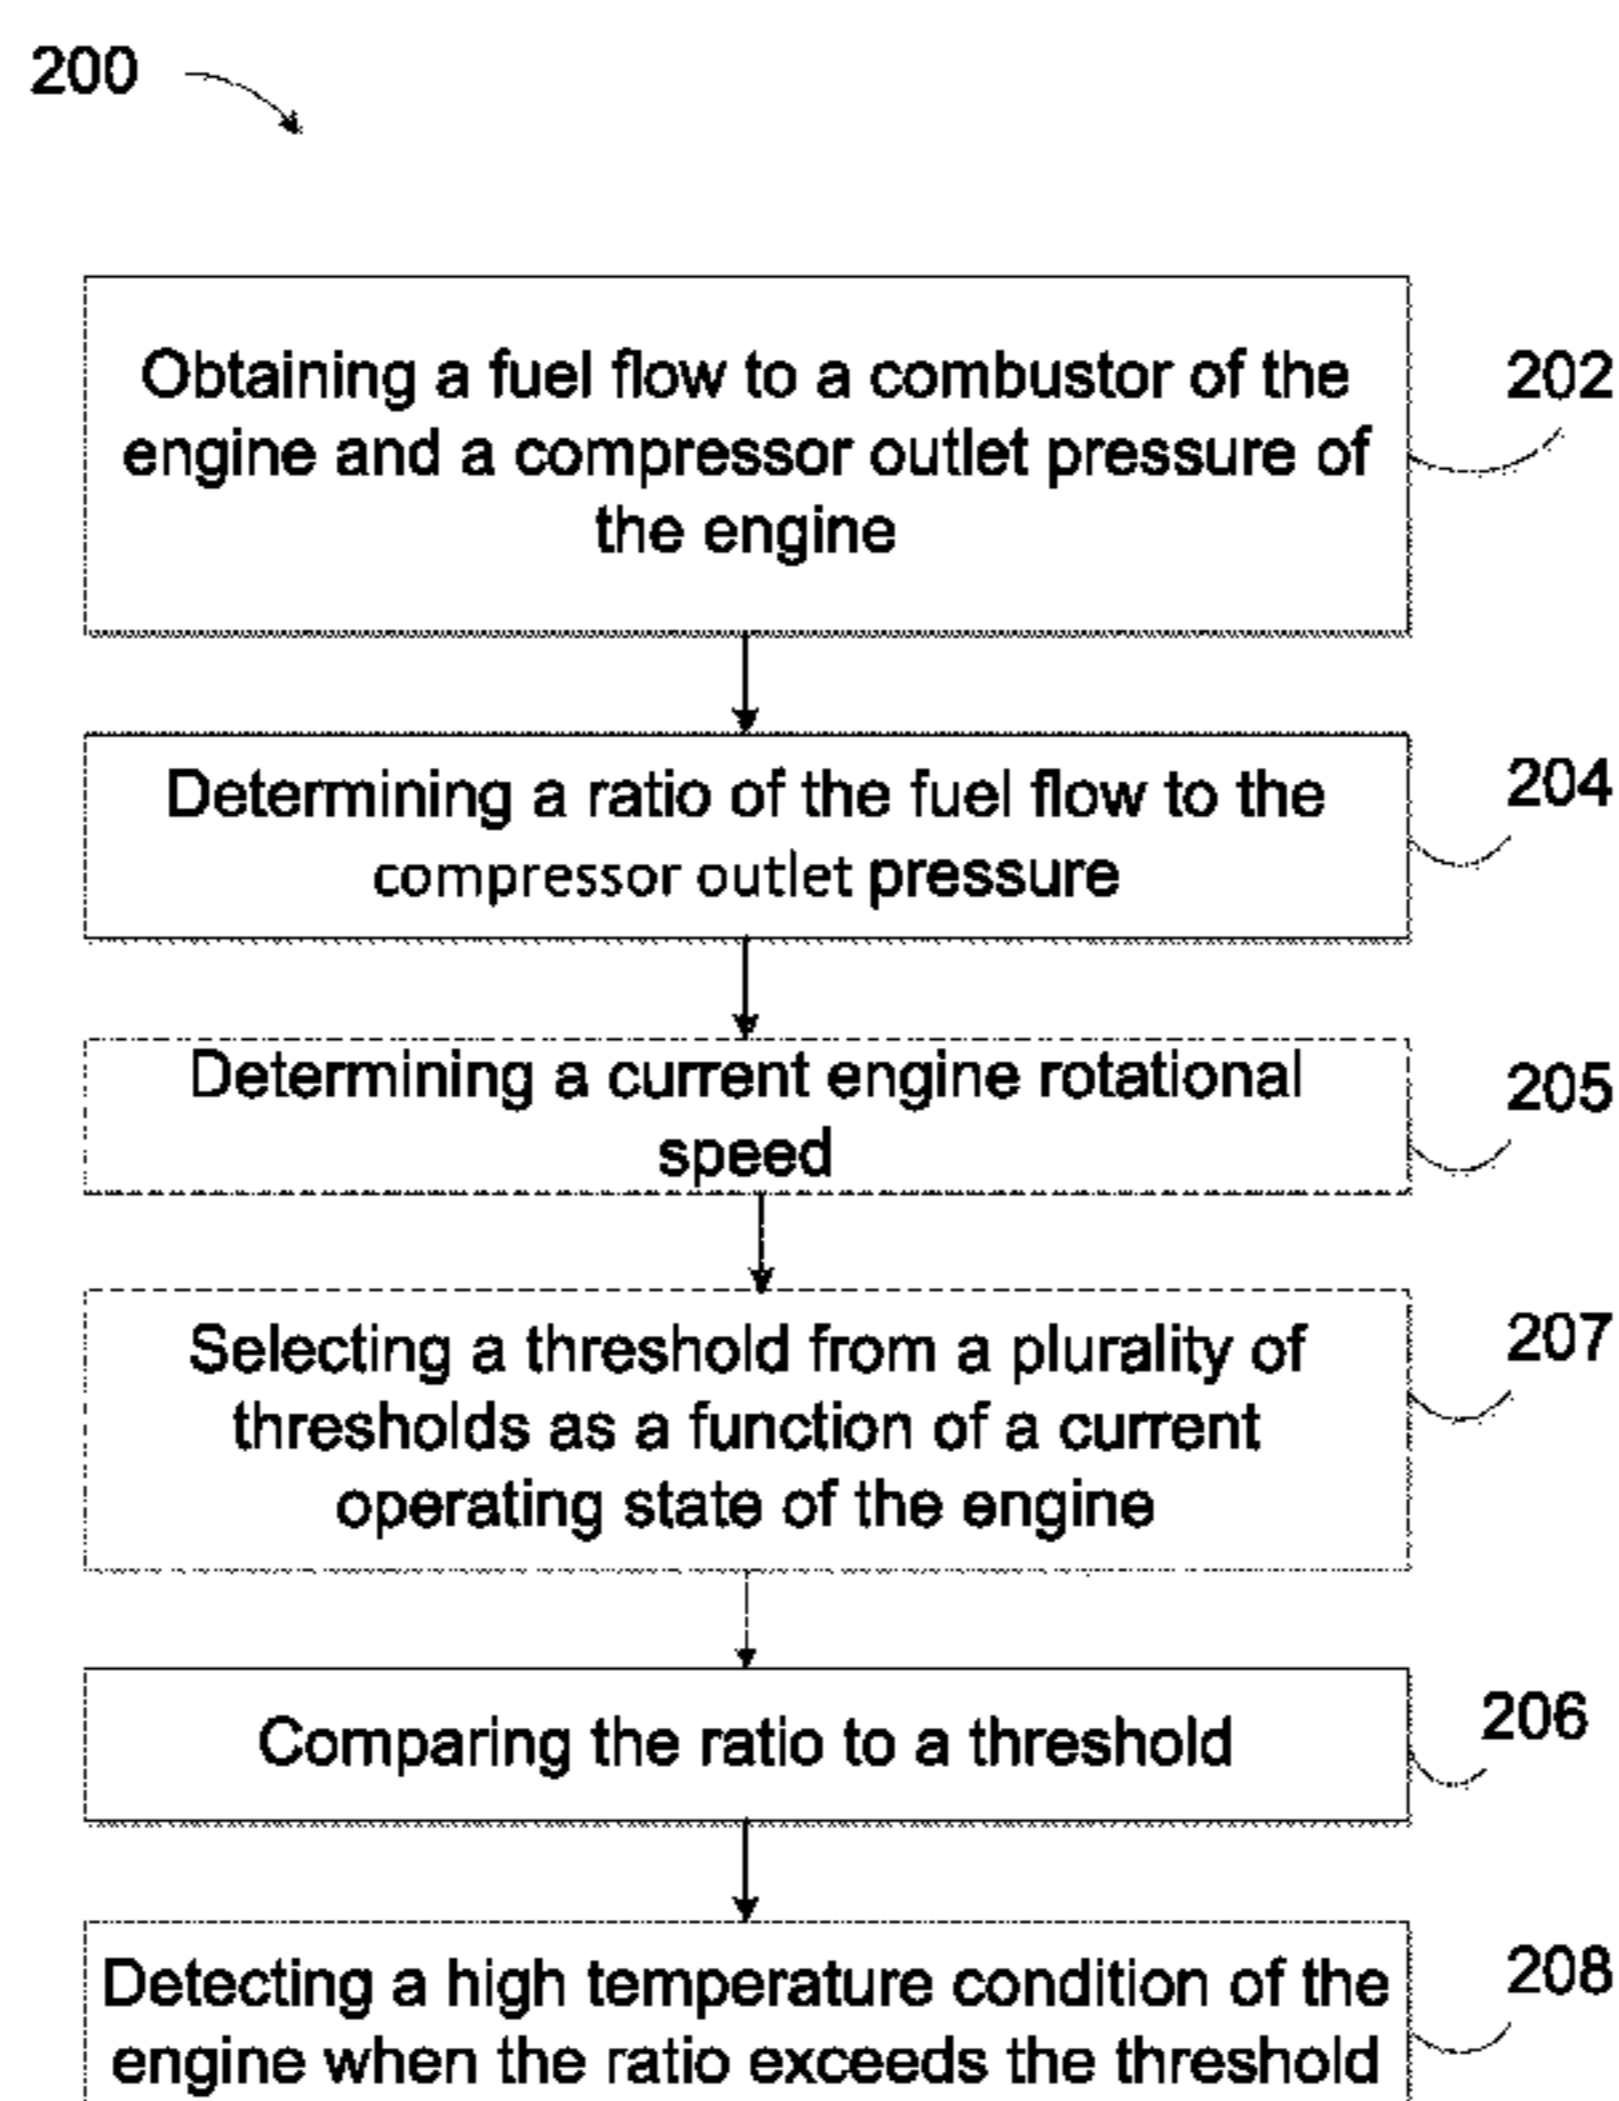 200
Obtaining a fuel flow to a combustor of the
engine and a compressor outlet pressure of
the engine
202
Determining a ratio of the fuel flow to the
compressor outlet pressure
204
Determining a current engine rotational
speed
205
Selecting a threshold from a plurality of
thresholds as a function of a current
operating state of the engine
207
Comparing the ratio to a threshold
206
Detecting a high temperature condition of the
engine when the ratio exceeds the threshold
208